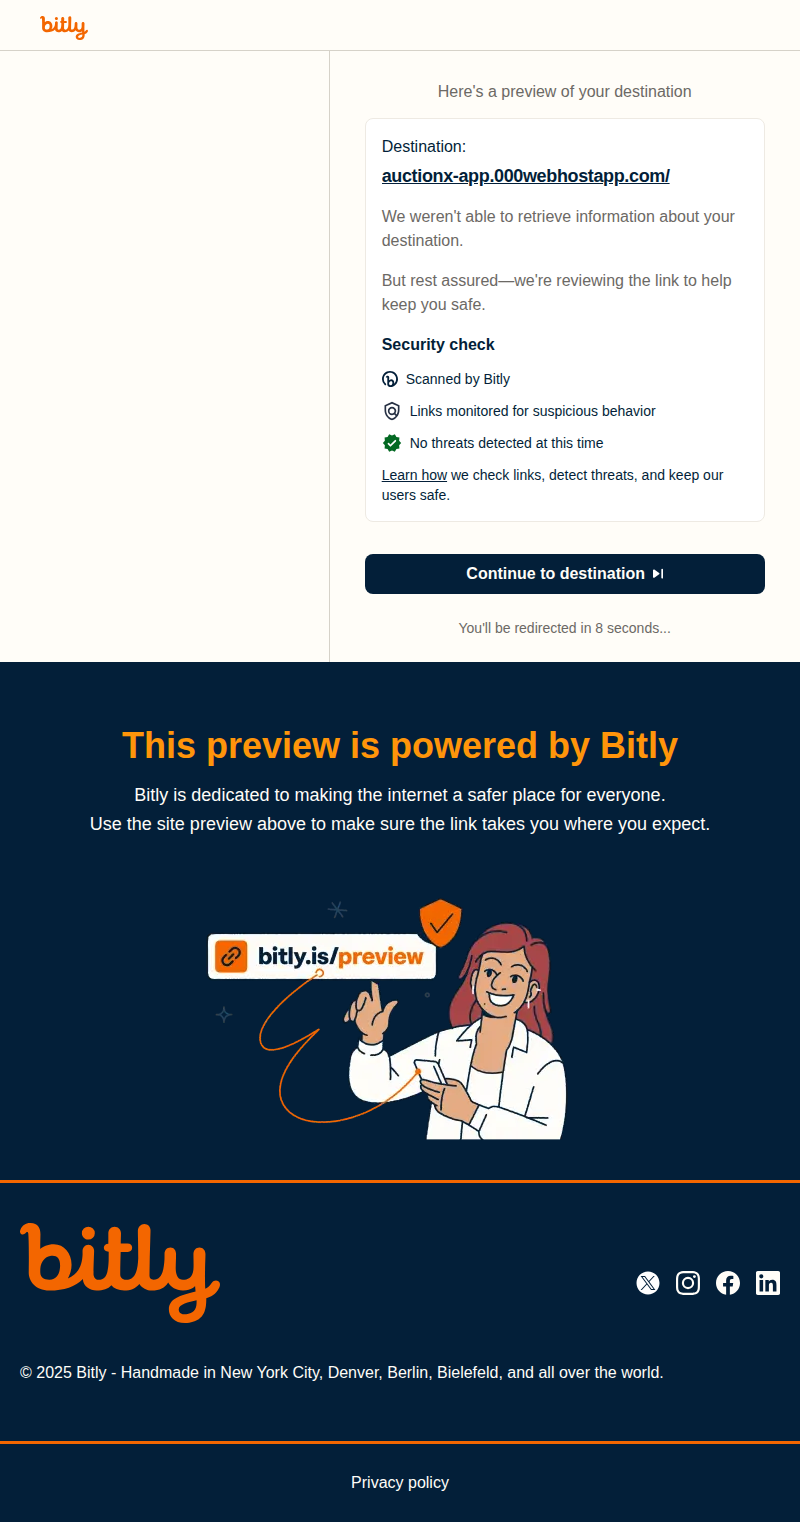 bitly
Here's a preview of your destination
Destination:
auctionx-app.000webhostapp.com/
We weren't able to retrieve information about your
destination.
But rest assured—we're reviewing the link to help
keep you safe.
Security check
Scanned by Bitly
Links monitored for suspicious behavior
No threats detected at this time
Learn how we check links, detect threats, and keep our
users safe.
Continue to destination
You'll be redirected in 8 seconds...
This preview is powered by Bitly
Bitly is dedicated to making the internet a safer place for everyone.
Use the site preview above to make sure the link takes you where you expect.
bitly.is/preview
bitly
© 2025 Bitly - Handmade in New York City, Denver, Berlin, Bielefeld, and all over the world.
Privacy policy